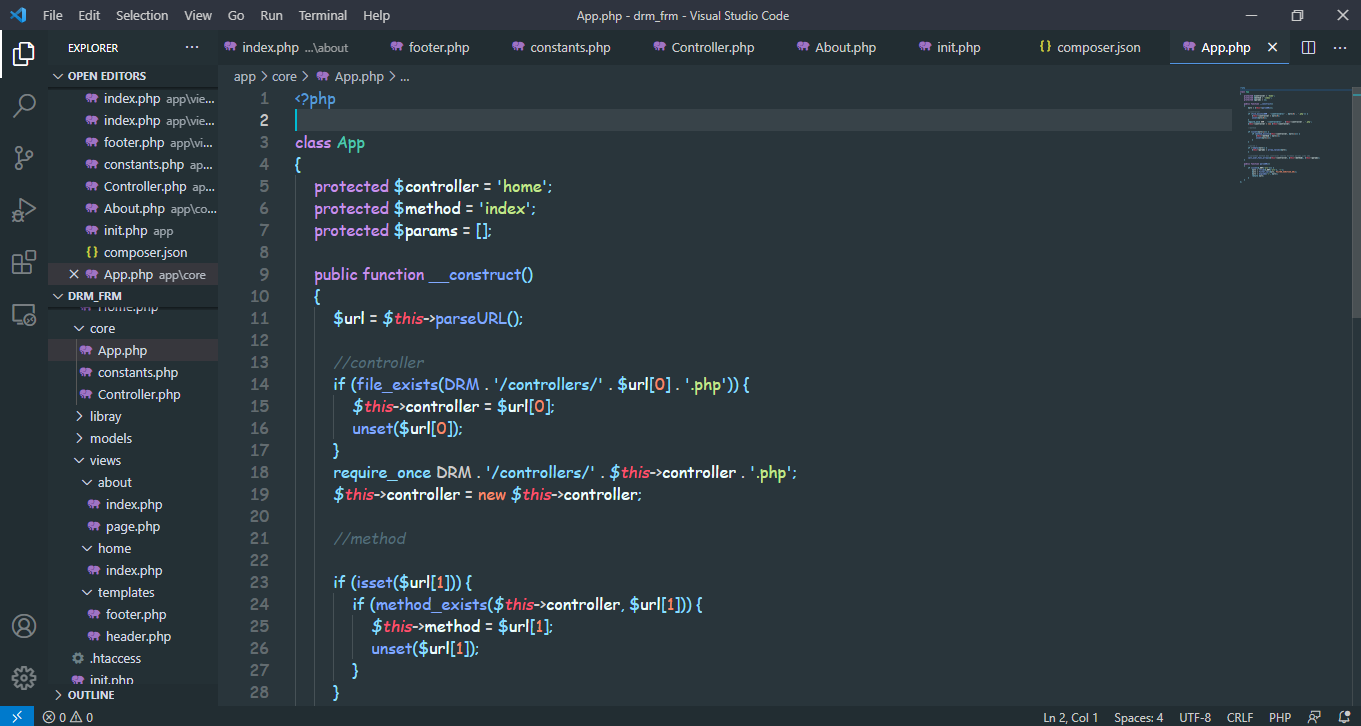 File Edit Selection View Go Run Terminal Help
App.php - drm_frm - Visual Studio Code
EXPLORER ...
index.php ...\about footer.php constants.php Controller.php About.php init.php {} composer.json App.php
OPEN EDITORS
index.php app\vie...
index.php app\vie...
footer.php app\vi...
constants.php ap...
Controller.php ap...
About.php app\co...
init.php app
{} composer.json
App.php app\core
DRM_FRM
Home.php
core
App.php
constants.php
Controller.php
libray
models
views
about
index.php
page.php
home
index.php
templates
footer.php
header.php
.htaccess
init.php
OUTLINE
app > core > App.php > ...
1 <?php
2
3 class App
4 {
5 protected $controller = 'home';
6 protected $method = 'index';
7 protected $params = [];
8
9 public function __construct()
10 {
11 $url = $this->parseURL();
12
13 //controller
14 if (file_exists(DRM . '/controllers/' . $url[0] . '.php')) {
15 $this->controller = $url[0];
16 unset($url[0]);
17 }
18 require_once DRM . '/controllers/' . $this->controller . '.php';
19 $this->controller = new $this->controller;
20
21 //method
22
23 if (isset($url[1])) {
24 if (method_exists($this->controller, $url[1])) {
25 $this->method = $url[1];
26 unset($url[1]);
27 }
28 }
0 0
Ln 2, Col 1 Spaces: 4 UTF-8 CRLF PHP